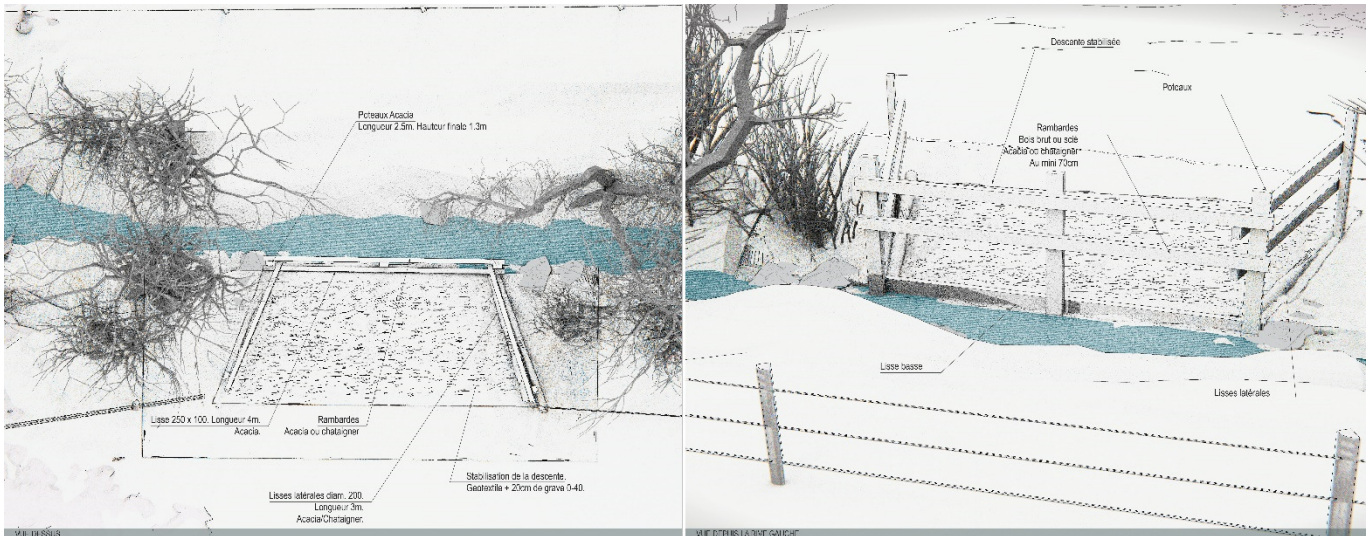 Poteaux Acacia
Longueur 2.5m. Hauteur finale 1.3m
Lisse 250 x 100. Longueur 4m.
Acacia.
Rambardes
Acacia ou chataigner
Lisses latérales diam. 200.
Longueur 3m.
Acacia/Chataigner.
Stabilisation de la descente.
Geotextile + 20cm de grave 0-40.
VUE DESSUS
Descente stabilisée
Poteaux
Rambardes
Bois brut ou scié
Acacia ou chataigner
Au mini 70cm
Lisse basse
Lisses latérales
VUE DEPUIS LA RIVE GAUCHE